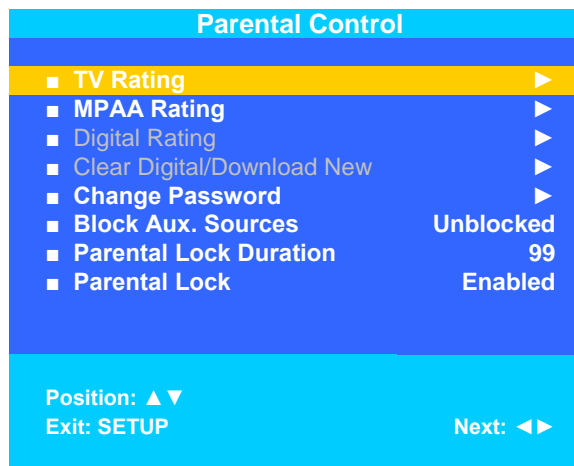 Parental Control
■ TV Rating ►
■ MPAA Rating ►
■ Digital Rating ►
■ Clear Digital/Download New ►
■ Change Password ►
■ Block Aux. Sources Unblocked
■ Parental Lock Duration 99
■ Parental Lock Enabled
Position: ▲▼
Exit: SETUP Next: ◄►